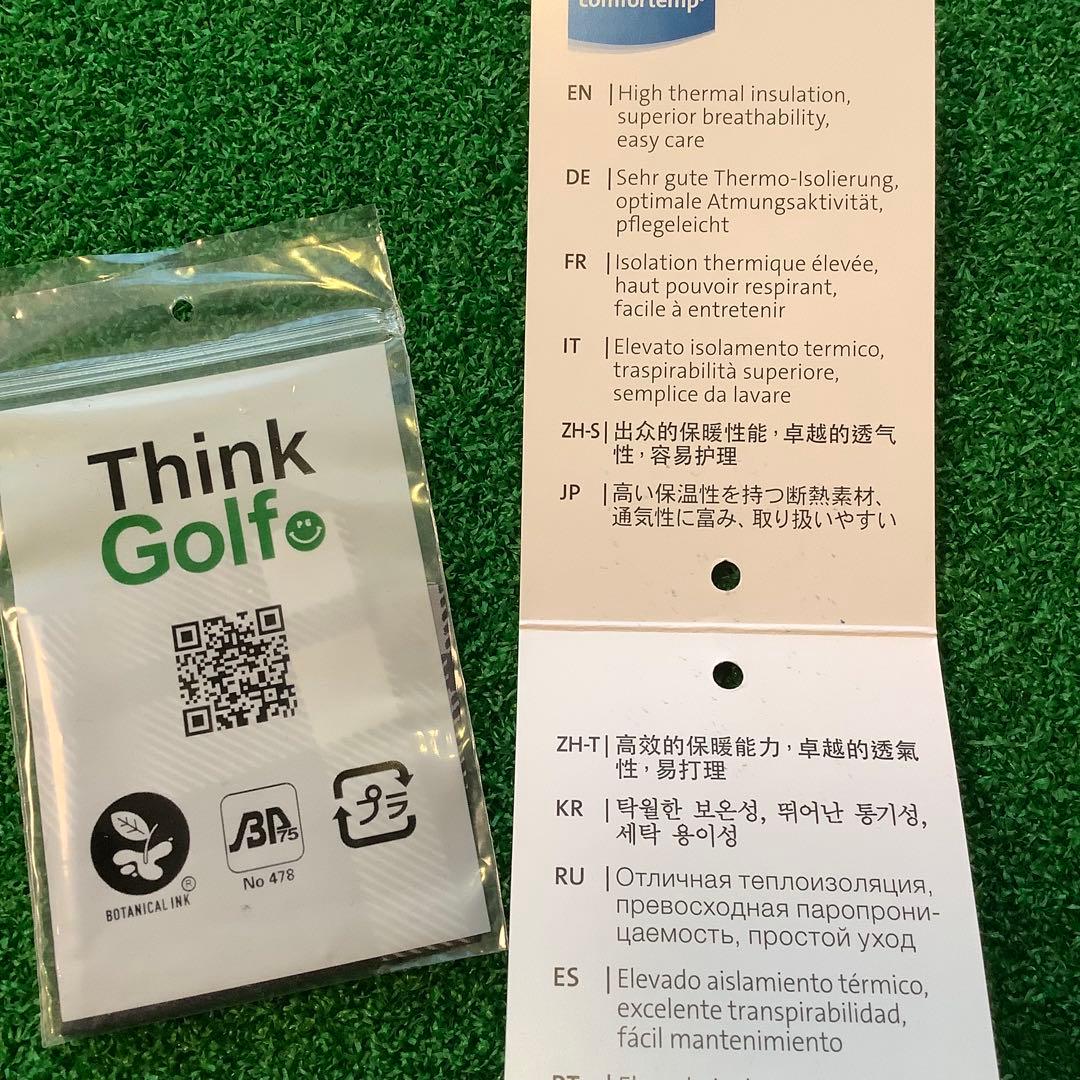 Think
Golf
BOTANICAL INK
®
BP
75
No 478
プラ
comfortemp®
EN | High thermal insulation,
superior breathability,
easy care
DE | Sehr gute Thermo-Isolierung,
optimale Atmungsaktivität,
pflegeleicht
FR | Isolation thermique élevée,
haut pouvoir respirant,
facile à entretenir
IT | Elevato isolamento termico,
traspirabilità superiore,
semplice da lavare
ZH-S | 出众的保暖性能，卓越的透气
性，容易护理
JP | 高い保温性を持つ断熱素材、
通気性に富み、取り扱いやすい
ZH-T | 高效的保暖能力，卓越的透氣
性，易打理
KR | 탁월한 보온성, 뛰어난 통기성,
세탁 용이성
RU | Отличная теплоизоляция,
превосходная паропрони-
цаемость, простой уход
ES | Elevado aislamiento térmico,
excelente transpirabilidad,
fácil mantenimiento